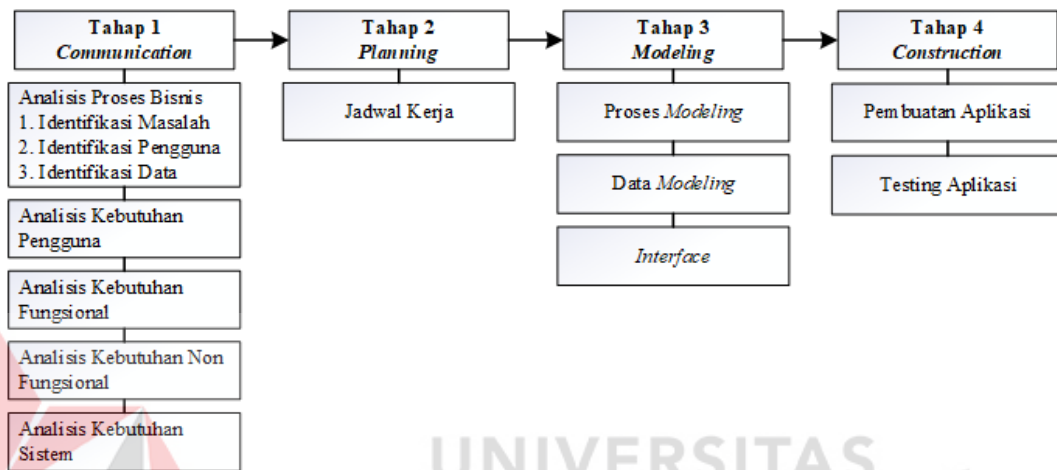 Tahap 1
Communication
Analisis Proses Bisnis
1. Identifikasi Masalah
2. Identifikasi Pengguna
3. Identifikasi Data
Analisis Kebutuhan
Pengguna
Analisis Kebutuhan
Fungsional
Analisis Kebutuhan Non
Fungsional
Analisis Kebutuhan
Sistem
Tahap 2
Planning
Jadwal Kerja
Tahap 3
Modeling
Proses Modeling
Data Modeling
Interface
Tahap 4
Construction
Pembuatan Aplikasi
Testing Aplikasi
UNIVERSITAS